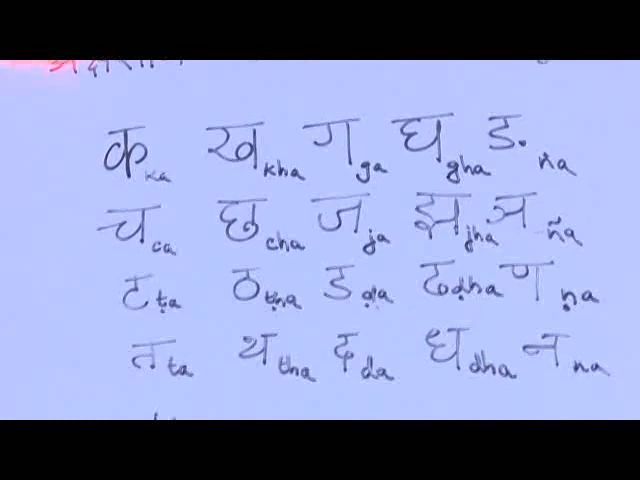 क ka ख kha ग ga घ gha ङ ṅa
च ca छ cha ज ja झ jha ञ ña
ट ṭa ठ ṭha ड ḍa ढ ḍha ण ṇa
त ta थ tha द da ध dha न na